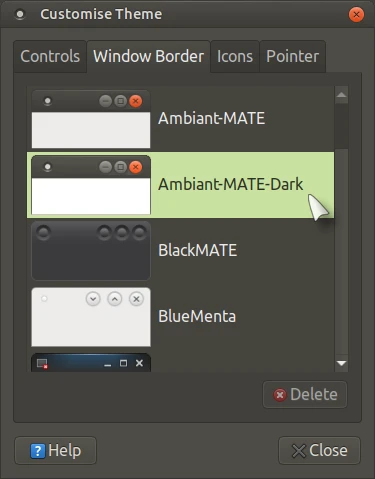 Customise Theme
Controls Window Border Icons Pointer
Ambiant-MATE
Ambiant-MATE-Dark
BlackMATE
BlueMenta
Delete
Help Close